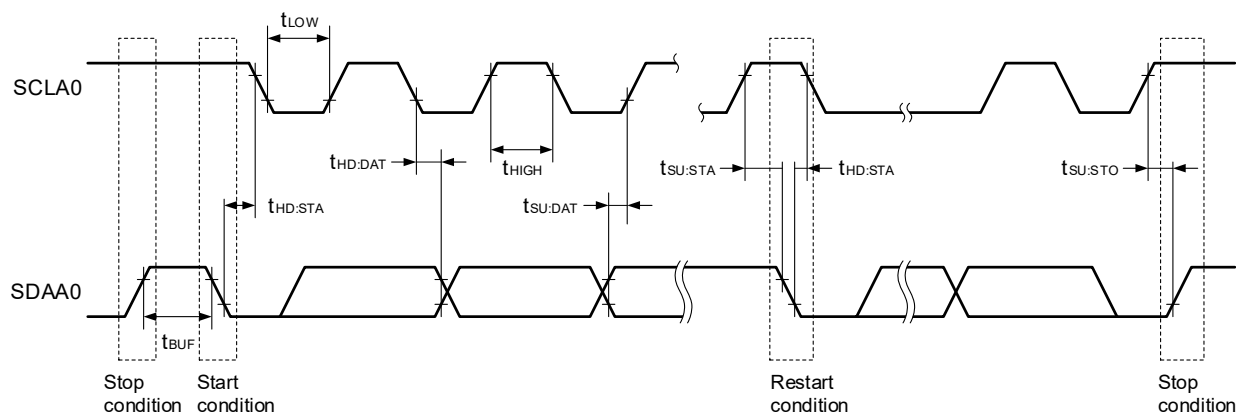 tLOW
SCLA0
tHD:DAT
tHIGH
tSU:STA
tHD:STA
tSU:STO
tHD:STA
tSU:DAT
SDAA0
tBUF
Stop
condition
Start
condition
Restart
condition
Stop
condition